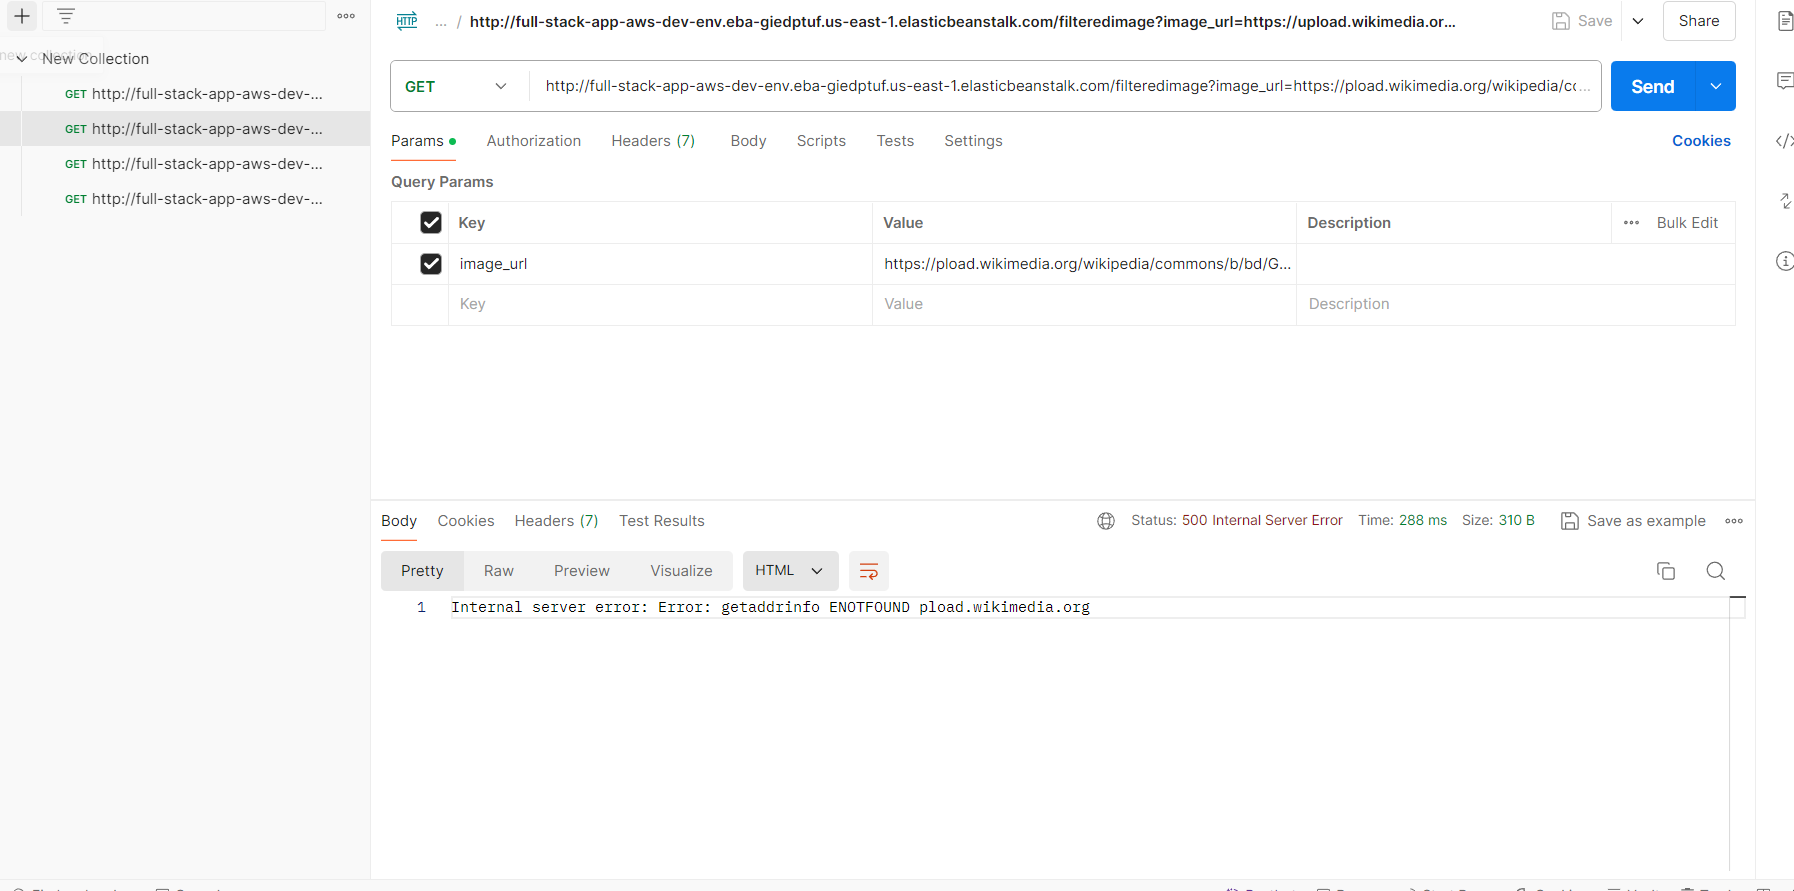 ... / http://full-stack-app-aws-dev-env.eba-giedptuf.us-east-1.elasticbeanstalk.com/filteredimage?image_url=https://upload.wikimedia.or... Save Share
new collection
New Collection
GET http://full-stack-app-aws-dev-...
GET http://full-stack-app-aws-dev-...
GET http://full-stack-app-aws-dev-...
GET http://full-stack-app-aws-dev-...
GET http://full-stack-app-aws-dev-env.eba-giedptuf.us-east-1.elasticbeanstalk.com/filteredimage?image_url=https://pload.wikimedia.org/wikipedia/cc... Send
Params Authorization Headers (7) Body Scripts Tests Settings Cookies
Query Params
Key Value Description Bulk Edit
image_url https://pload.wikimedia.org/wikipedia/commons/b/bd/G...
Key Value Description
Body Cookies Headers (7) Test Results Status: 500 Internal Server Error Time: 288 ms Size: 310 B Save as example
Pretty Raw Preview Visualize HTML
1 Internal server error: Error: getaddrinfo ENOTFOUND pload.wikimedia.org